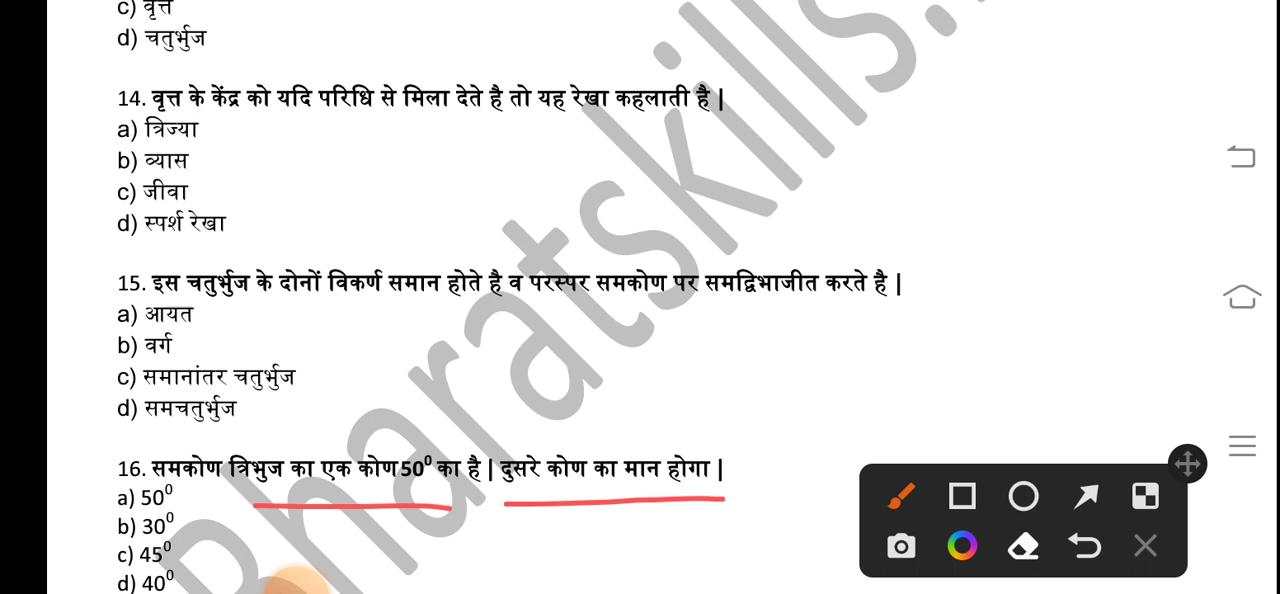 c) वृत्त
d) चतुर्भुज
14. वृत्त के केंद्र को यदि परिधि से मिला देते है तो यह रेखा कहलाती है |
a) त्रिज्या
b) व्यास
c) जीवा
d) स्पर्श रेखा
15. इस चतुर्भुज के दोनों विकर्ण समान होते है व परस्पर समकोण पर समद्विभाजीत करते है |
a) आयत
b) वर्ग
c) समानांतर चतुर्भुज
d) समचतुर्भुज
16. समकोण त्रिभुज का एक कोण 50⁰ का है | दुसरे कोण का मान होगा |
a) 50⁰
b) 30⁰
c) 45⁰
d) 40⁰
Bharatskills.